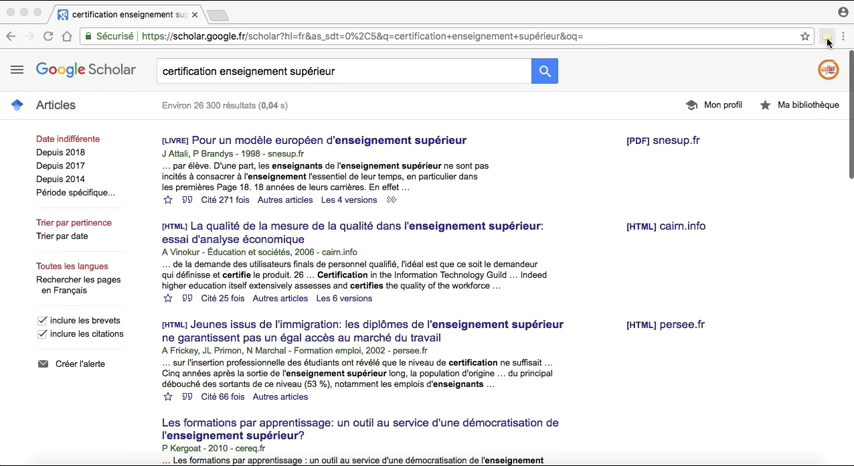 certification enseignement su
Sécurisé https://scholar.google.fr/scholar?hl=fr&as_sdt=0%2C5&q=certification+enseignement+supérieur&oq=
Google Scholar
certification enseignement supérieur
Articles
Environ 26 300 résultats (0,04 s)
Mon profil
Ma bibliothèque
Date indifférente
Depuis 2018
Depuis 2017
Depuis 2014
Période spécifique...
Trier par pertinence
Trier par date
Toutes les langues
Rechercher les pages
en Français
inclure les brevets
inclure les citations
Créer l'alerte
[LIVRE] Pour un modèle européen d'enseignement supérieur
J Attali, P Brandys - 1998 - snesup.fr
... par élève. D'une part, les enseignants de l'enseignement supérieur ne sont pas
incités à consacrer à l'enseignement l'essentiel de leur temps, en particulier dans
les premières Page 18. 18 années de leurs carrières. En effet ...
Cité 271 fois Autres articles Les 4 versions
[PDF] snesup.fr
[HTML] La qualité de la mesure de la qualité dans l'enseignement supérieur:
essai d'analyse économique
A Vinokur - Éducation et sociétés, 2006 - cairn.info
... de la demande des utilisateurs finals de personnel qualifié, l'idéal est que ce soit le demandeur
qui définisse et certifie le produit. 26 ... Certification in the Information Technology Guild ... Indeed
higher education itself extensively assesses and certifies the quality of the workforce ...
Cité 25 fois Autres articles Les 6 versions
[HTML] cairn.info
[HTML] Jeunes issus de l'immigration: les diplômes de l'enseignement supérieur
ne garantissent pas un égal accès au marché du travail
A Frickey, JL Primon, N Marchal - Formation emploi, 2002 - persee.fr
... sur l'insertion professionnelle des étudiants ont révélé que le niveau de certification ne suffisait ...
Cinq années après la sortie de l'enseignement supérieur long, la population d'origine ... du principal
débouché des sortants de ce niveau (53 %), notamment les emplois d'enseignants ...
Cité 66 fois Autres articles
[HTML] persee.fr
Les formations par apprentissage: un outil au service d'une démocratisation de
l'enseignement supérieur?
P Kergoat - 2010 - cereq.fr
... Les formations par apprentissage : un outil au service d'une démocratisation de l'enseignement